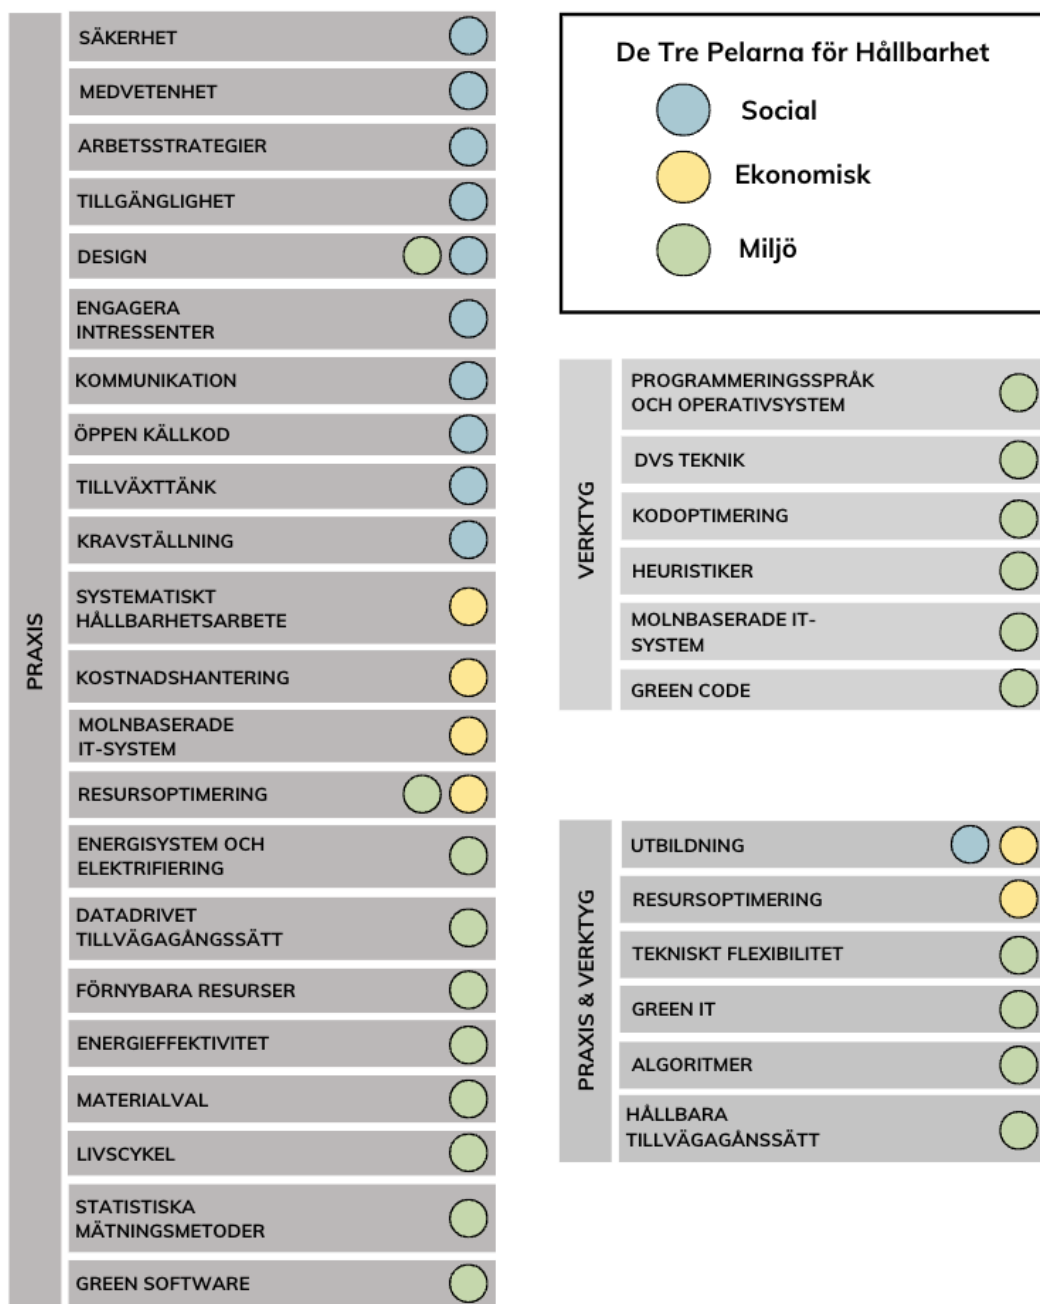 PRAXIS
SÄKERHET
MEDVETENHET
ARBETSSTRATEGIER
TILLGÄNGLIGHET
DESIGN
ENGAGERA
INTRESSENTER
KOMMUNIKATION
ÖPPEN KÄLLKOD
TILLVÄXTTÄNK
KRAVSTÄLLNING
SYSTEMATISKT
HÅLLBARHETSARBETE
KOSTNADSHANTERING
MOLNBASERADE
IT-SYSTEM
RESURSOPTIMERING
ENERGISYSTEM OCH
ELEKTRIFIERING
DATADRIVET
TILLVÄGAGÅNGSSÄTT
FÖRNYBARA RESURSER
ENERGIEFFEKTIVITET
MATERIALVAL
LIVSCYKEL
STATISTISKA
MÄTNINGSMETODER
GREEN SOFTWARE
De Tre Pelarna för Hållbarhet
Social
Ekonomisk
Miljö
VERKTYG
PROGRAMMERINGSSPRÅK
OCH OPERATIVSYSTEM
DVS TEKNIK
KODOPTIMERING
HEURISTIKER
MOLNBASERADE IT-
SYSTEM
GREEN CODE
PRAXIS & VERKTYG
UTBILDNING
RESURSOPTIMERING
TEKNISKT FLEXIBILITET
GREEN IT
ALGORITMER
HÅLLBARA
TILLVÄGAGÅNSSÄTT